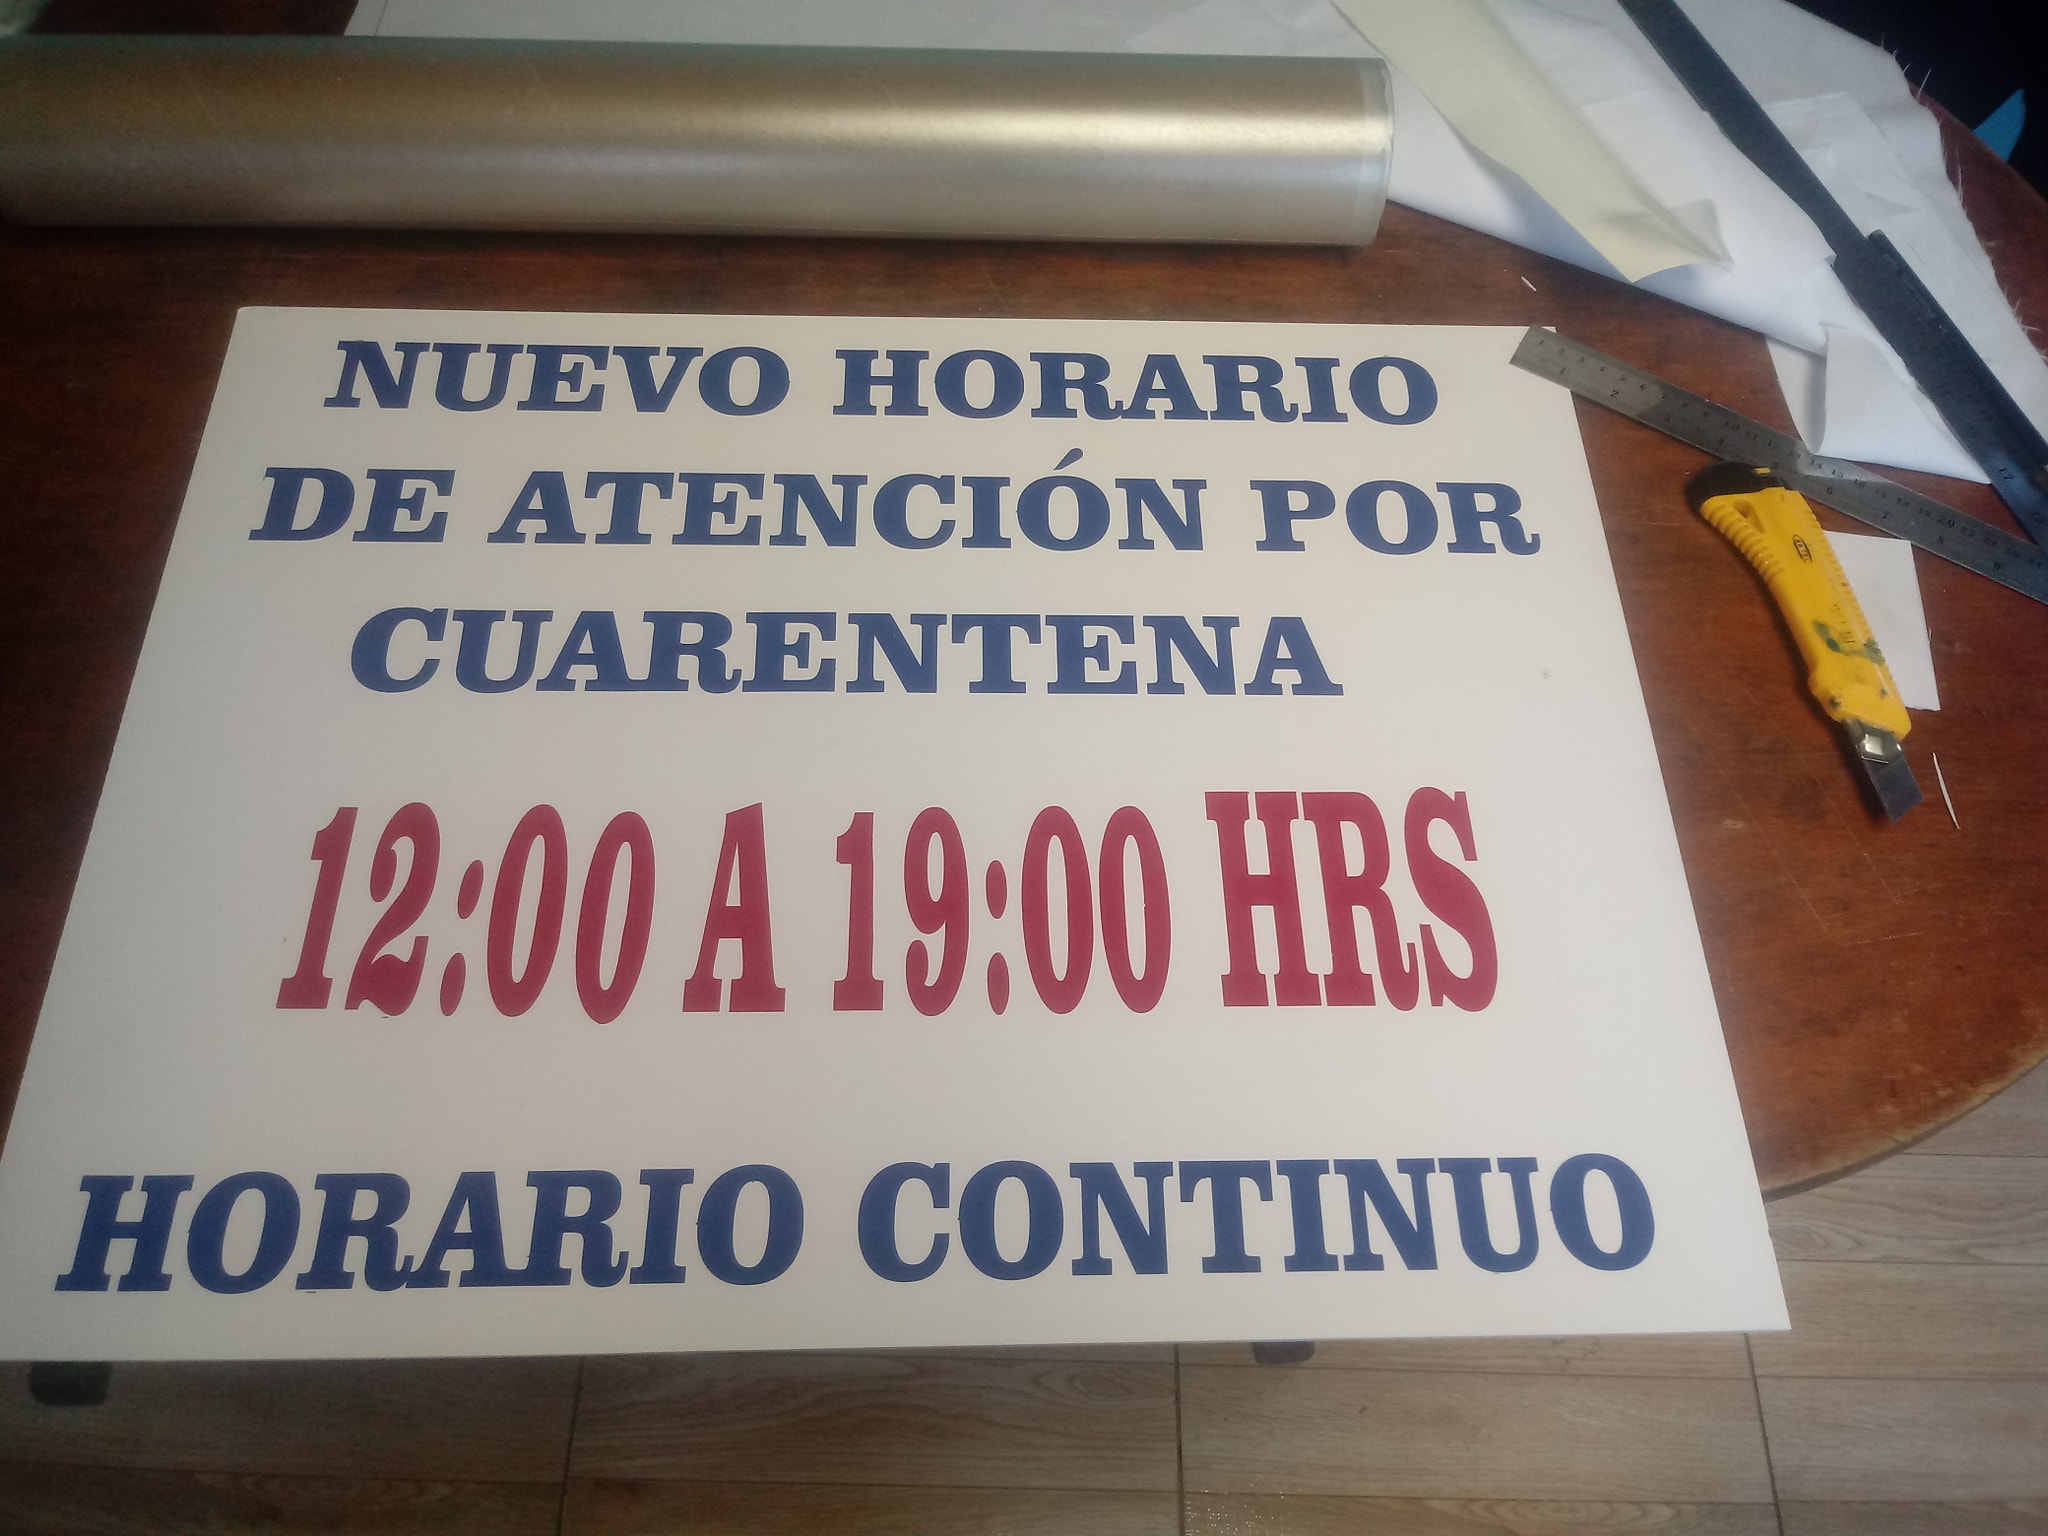 NUEVO HORARIO
DE ATENCIÓN POR
CUARENTENA
12:00 A 19:00 HRS
HORARIO CONTINUO